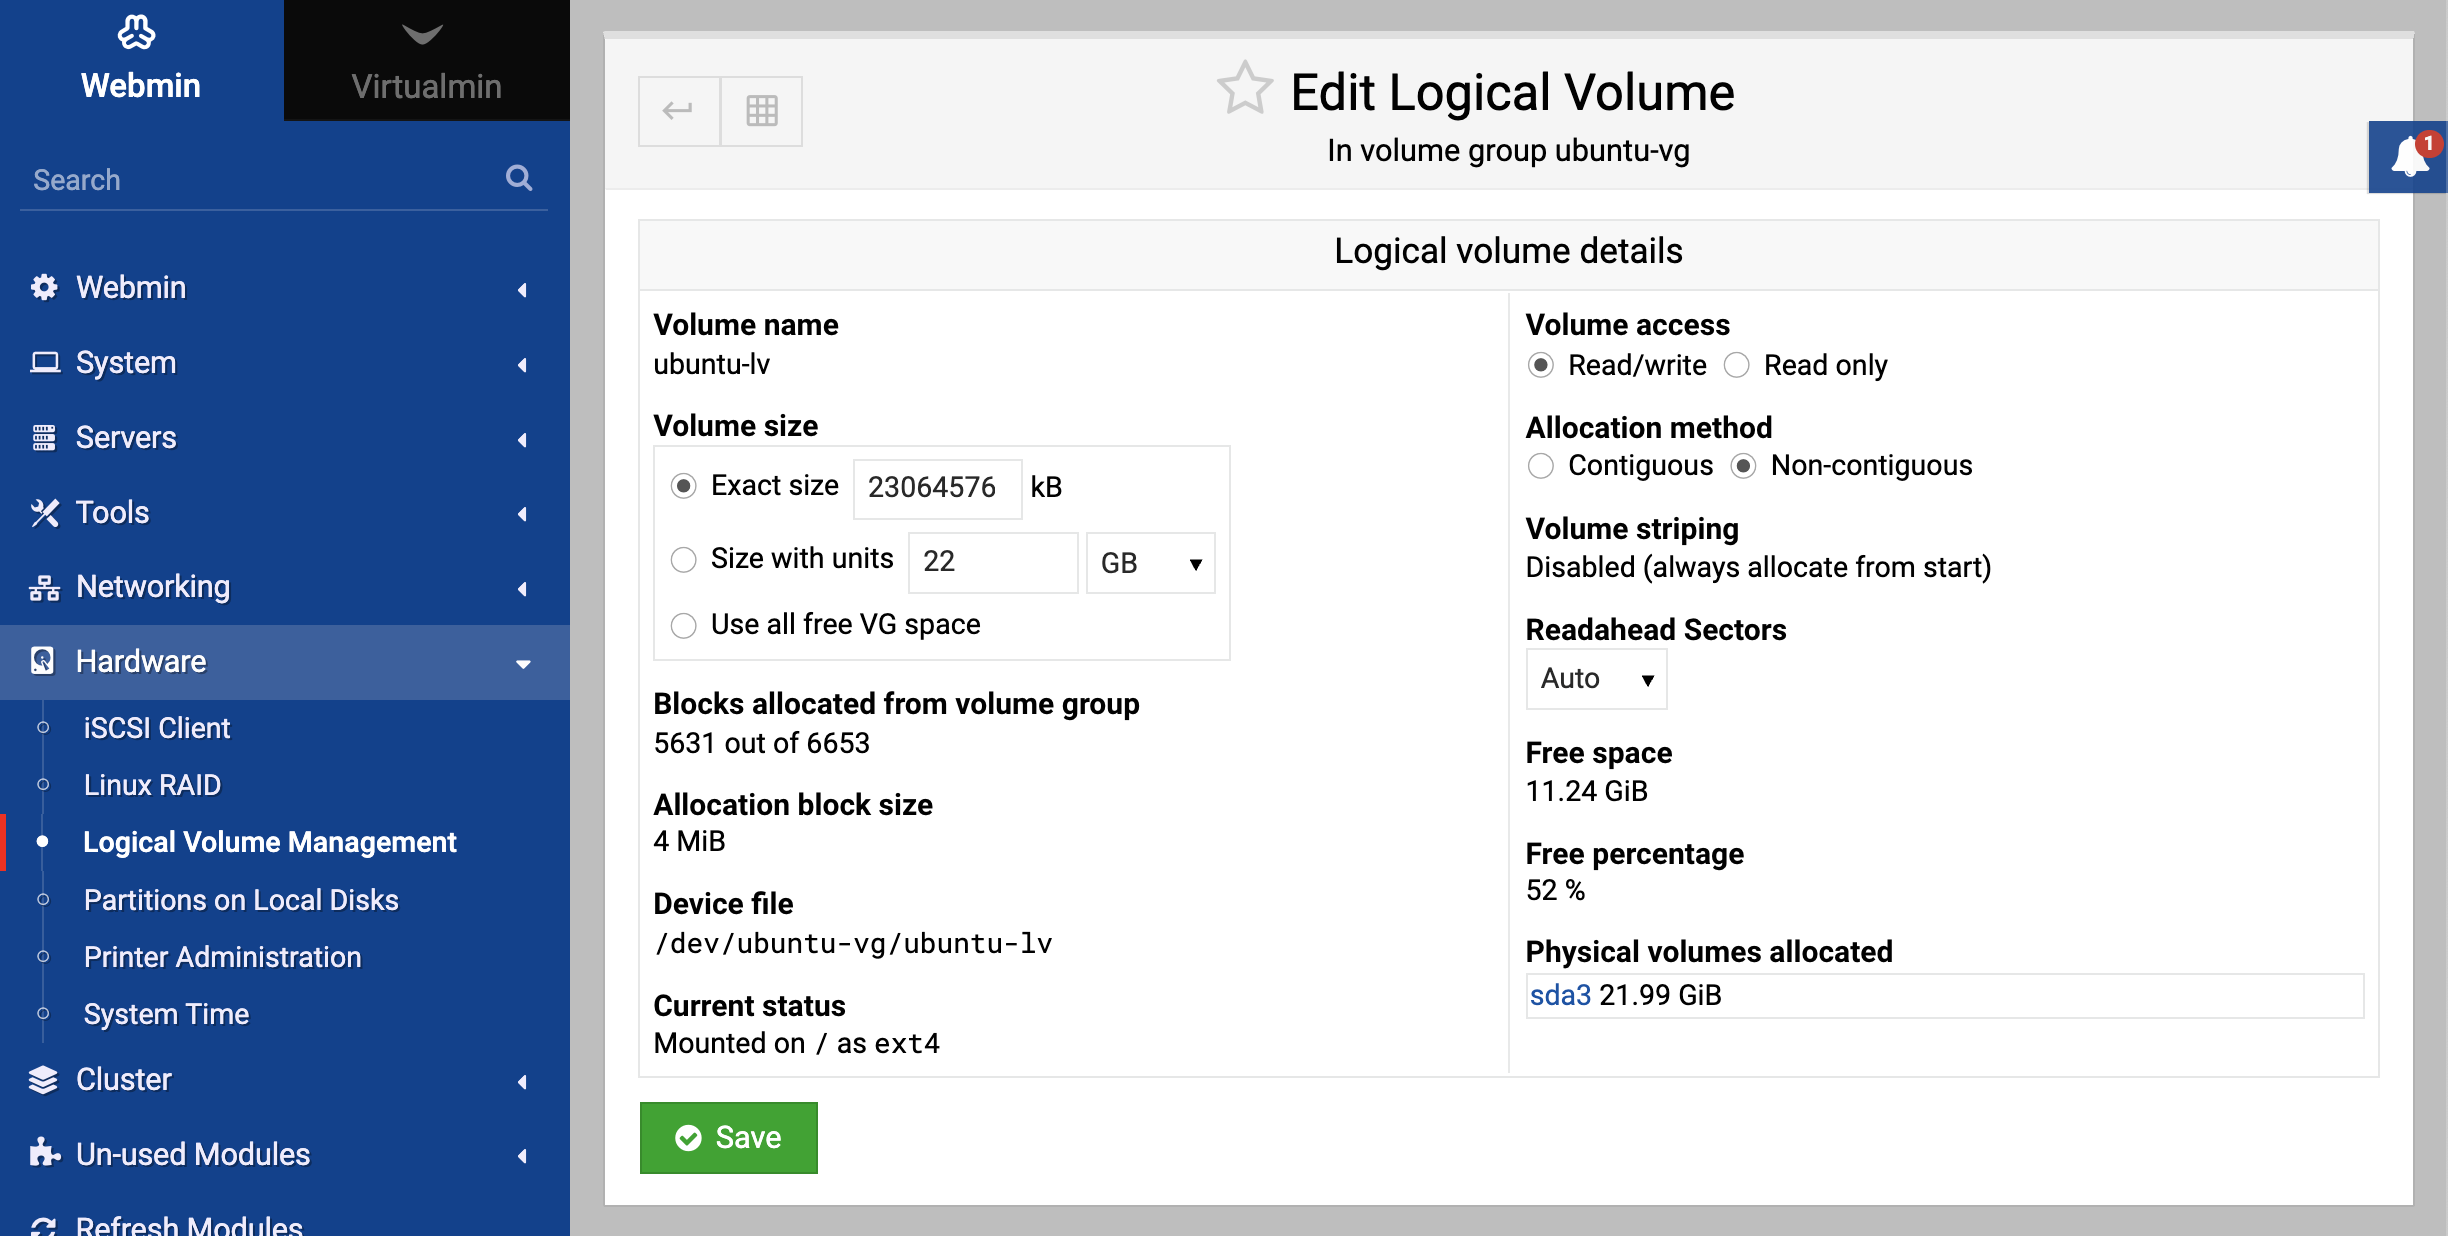 Webmin
Virtualmin
Search
Webmin
System
Servers
Tools
Networking
Hardware
iSCSI Client
Linux RAID
Logical Volume Management
Partitions on Local Disks
Printer Administration
System Time
Cluster
Un-used Modules
Refresh Modules
Edit Logical Volume
In volume group ubuntu-vg
1
Logical volume details
Volume name
ubuntu-lv
Volume size
Exact size 23064576 kB
Size with units 22 GB
Use all free VG space
Blocks allocated from volume group
5631 out of 6653
Allocation block size
4 MiB
Device file
/dev/ubuntu-vg/ubuntu-lv
Current status
Mounted on / as ext4
Volume access
Read/write Read only
Allocation method
Contiguous Non-contiguous
Volume striping
Disabled (always allocate from start)
Readahead Sectors
Auto
Free space
11.24 GiB
Free percentage
52 %
Physical volumes allocated
sda3 21.99 GiB
Save